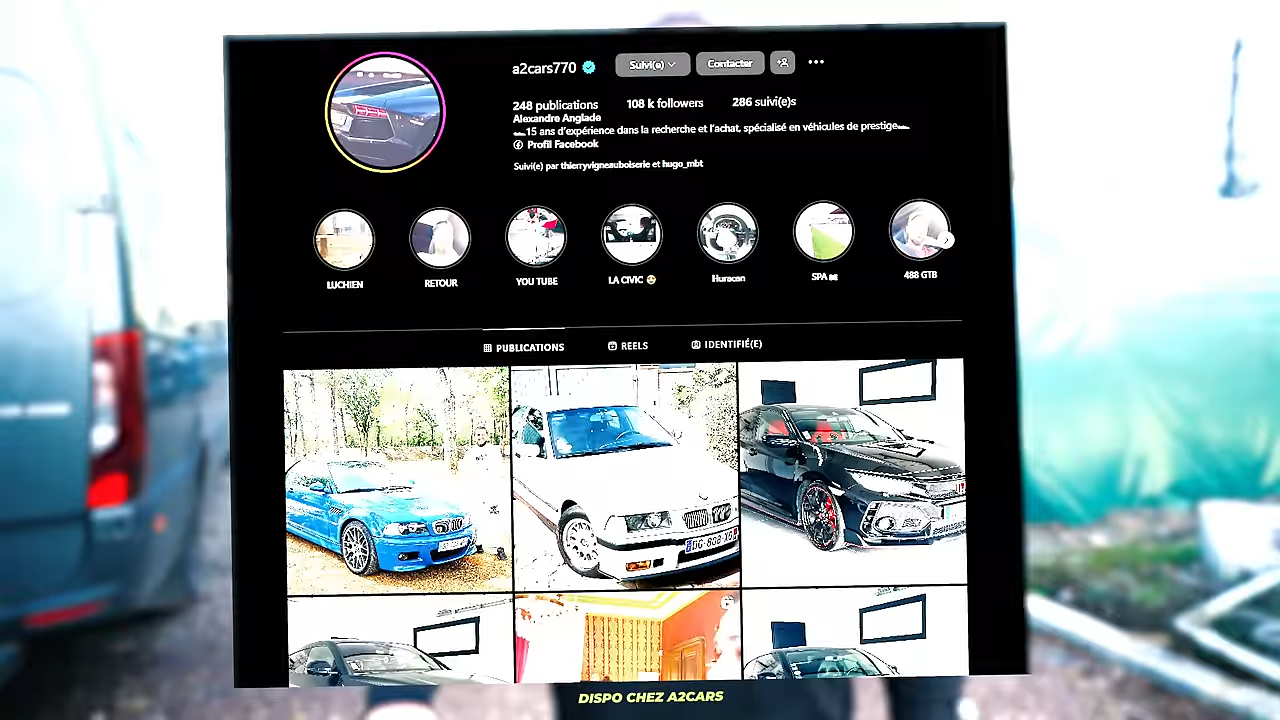 a2cars770 Suivi(e) Contacter
248 publications 108 k followers 286 suivi(e)s
Alexandre Anglade
15 ans d'expérience dans la recherche et l'achat, spécialisé en véhicules de prestige
Profil Facebook
Suivi(e) par thierryvigneauboiserie et hugo_mbt
LUCHIEN RETOUR YOU TUBE LA CIVIC Huracan SPA 488 GTB
PUBLICATIONS REELS IDENTIFIÉ(E)
DISPO CHEZ A2CARS